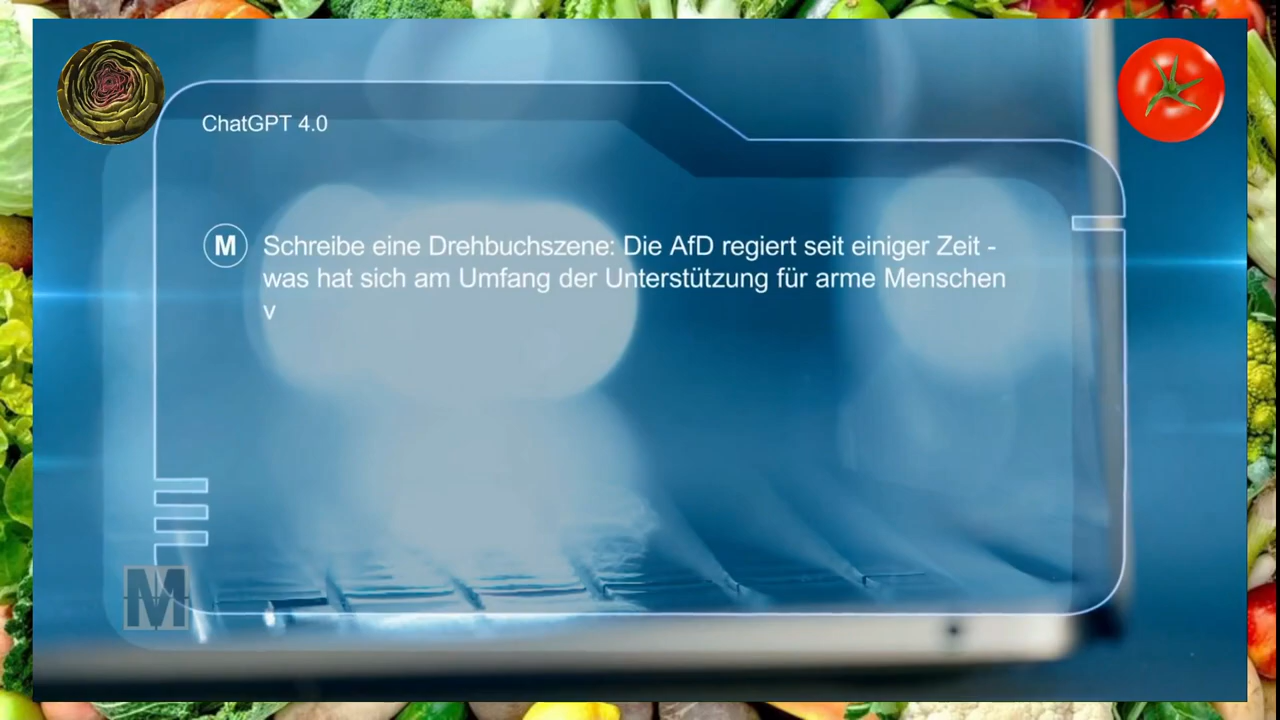 ChatGPT 4.0
M
Schreibe eine Drehbuchszene: Die AfD regiert seit einiger Zeit -
was hat sich am Umfang der Unterstützung für arme Menschen
v
M